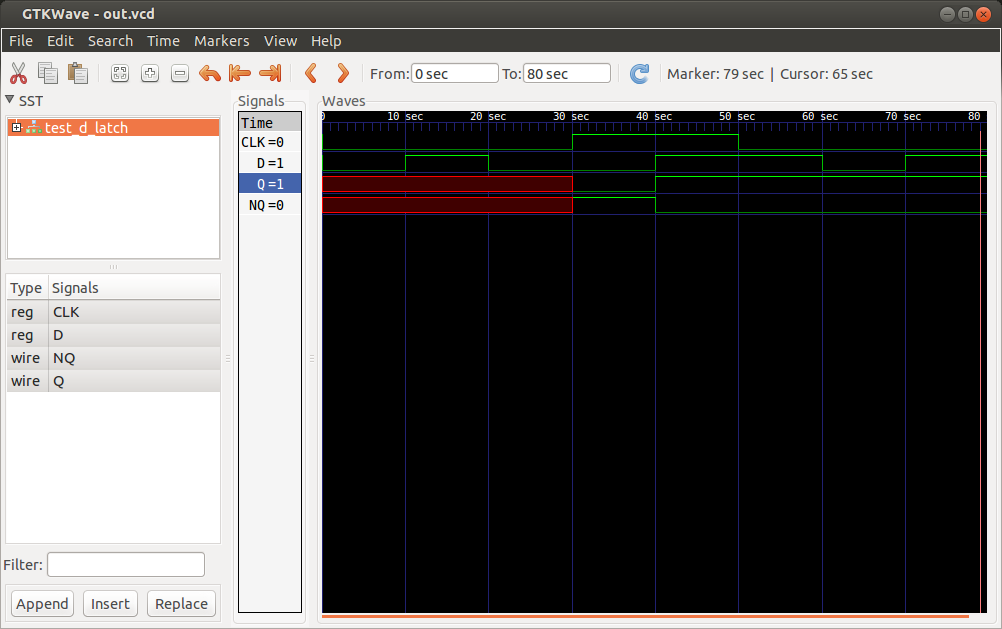 GTKWave - out.vcd
File Edit Search Time Markers View Help
From: 0 sec To: 80 sec Marker: 79 sec | Cursor: 65 sec
SST
test_d_latch
Type Signals
reg CLK
reg D
wire NQ
wire Q
Filter:
Append Insert Replace
Signals
Time
CLK=0
D=1
Q=1
NQ=0
Waves
0 10 sec 20 sec 30 sec 40 sec 50 sec 60 sec 70 sec 80